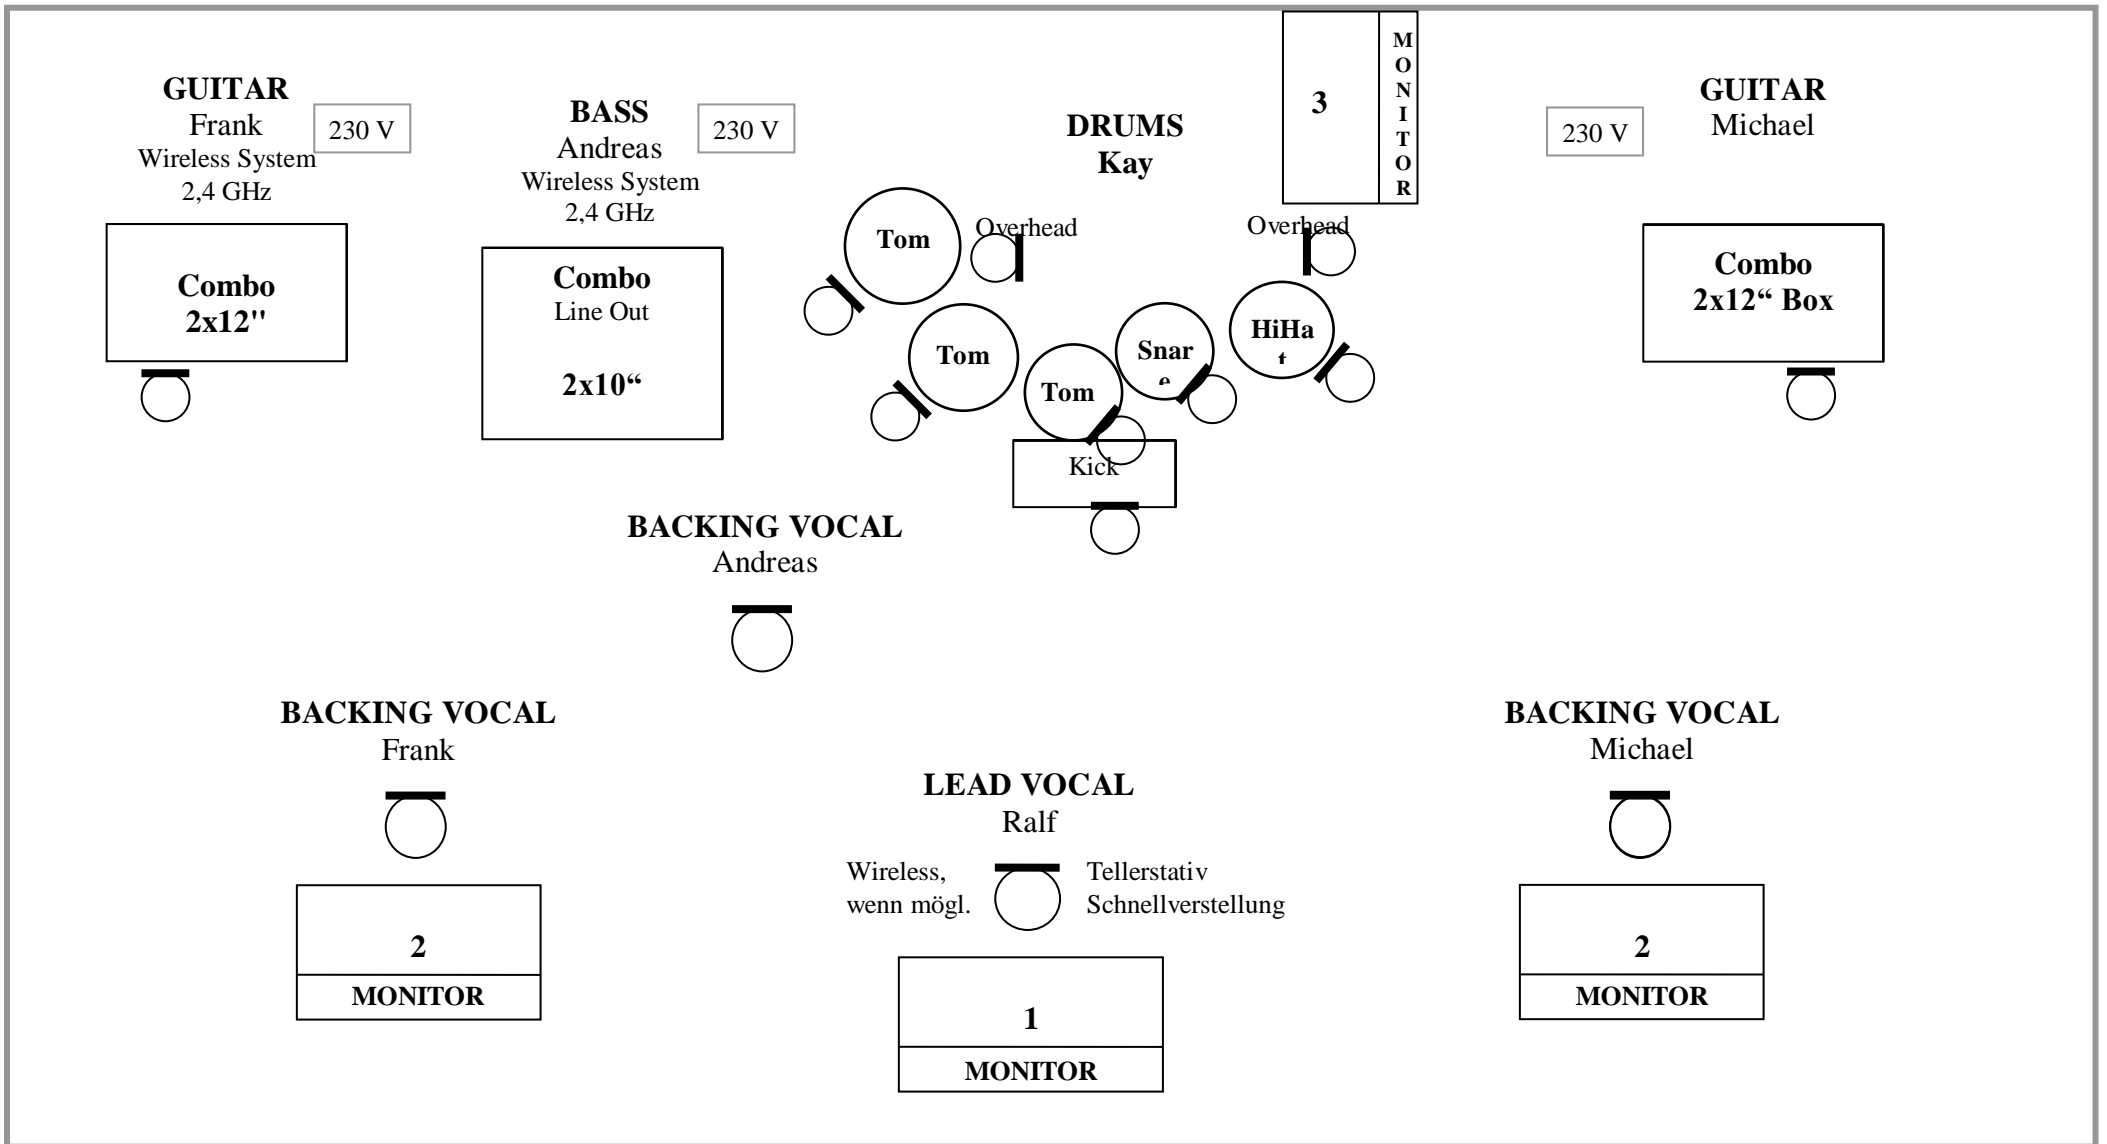 GUITAR
Frank
Wireless System
2,4 GHz
230 V
Combo
2x12"
BASS
Andreas
Wireless System
2,4 GHz
230 V
Combo
Line Out
2x10“
DRUMS
Kay
3
MONITOR
Tom
Overhead
Overhead
Tom
Tom
Snar
e
HiHa
t
Kick
230 V
GUITAR
Michael
Combo
2x12“ Box
BACKING VOCAL
Andreas
BACKING VOCAL
Frank
2
MONITOR
LEAD VOCAL
Ralf
Wireless,
wenn mögl.
Tellerstativ
Schnellverstellung
1
MONITOR
BACKING VOCAL
Michael
2
MONITOR